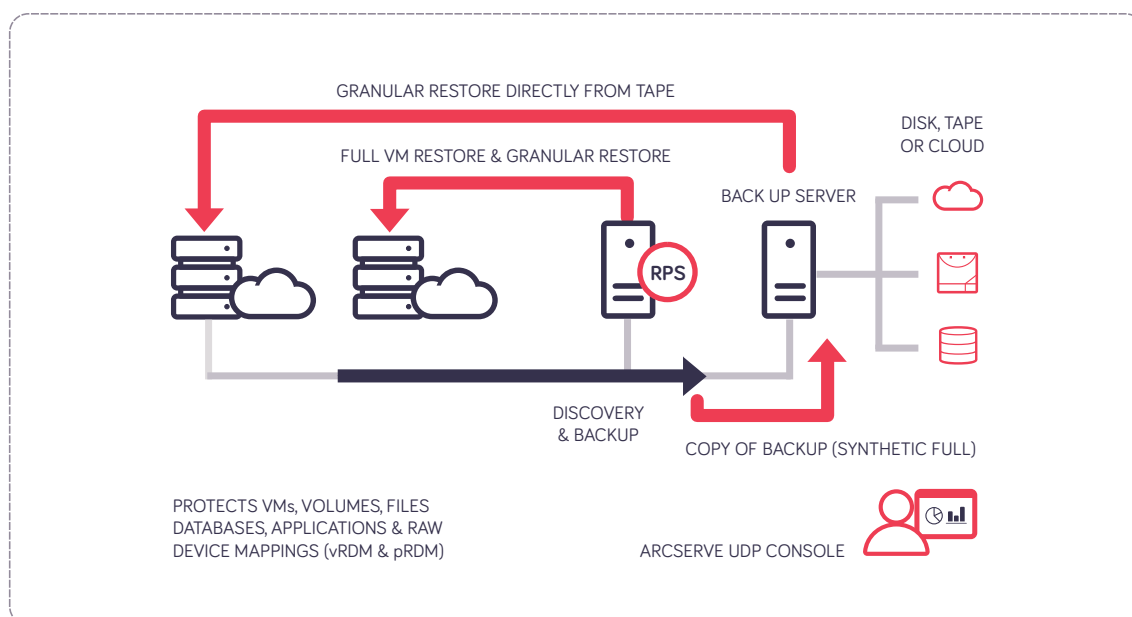 GRANULAR RESTORE DIRECTLY FROM TAPE
DISK, TAPE
OR CLOUD
FULL VM RESTORE & GRANULAR RESTORE
BACK UP SERVER
RPS
DISCOVERY
& BACKUP
COPY OF BACKUP (SYNTHETIC FULL)
PROTECTS VMs, VOLUMES, FILES
DATABASES, APPLICATIONS & RAW
DEVICE MAPPINGS (vRDM & pRDM)
ARCSERVE UDP CONSOLE